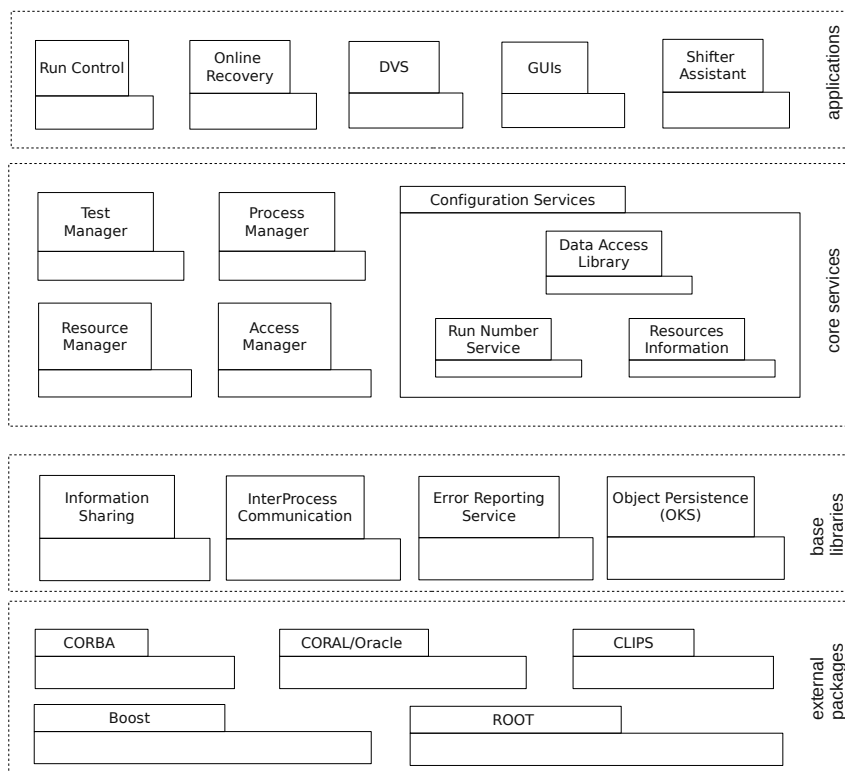 Run Control
Online
Recovery
DVS
GUIs
Shifter
Assistant
applications
Test
Manager
Process
Manager
Configuration Services
Data Access
Library
Resource
Manager
Access
Manager
Run Number
Service
Resources
Information
core services
Information
Sharing
InterProcess
Communication
Error Reporting
Service
Object Persistence
(OKS)
base
libraries
CORBA
CORAL/Oracle
CLIPS
Boost
ROOT
external
packages